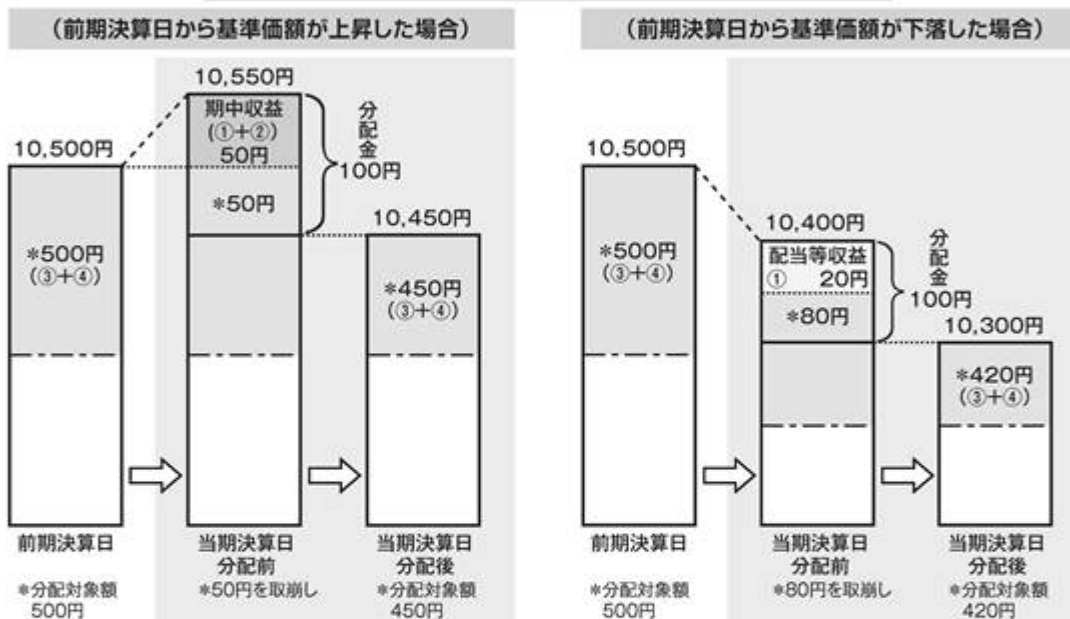 (前期決算日から基準価額が上昇した場合)
10,550円
期中収益
(①+②)
50円
*50円
分配金
100円
10,500円
*500円
(③+④)
10,450円
*450円
(③+④)
前期決算日
*分配対象額
500円
当期決算日
分配前
*50円を取崩し
当期決算日
分配後
*分配対象額
450円
(前期決算日から基準価額が下落した場合)
10,500円
*500円
(③+④)
10,400円
配当等収益
① 20円
*80円
分配金
100円
10,300円
*420円
(③+④)
前期決算日
*分配対象額
500円
当期決算日
分配前
*80円を取崩し
当期決算日
分配後
*分配対象額
420円